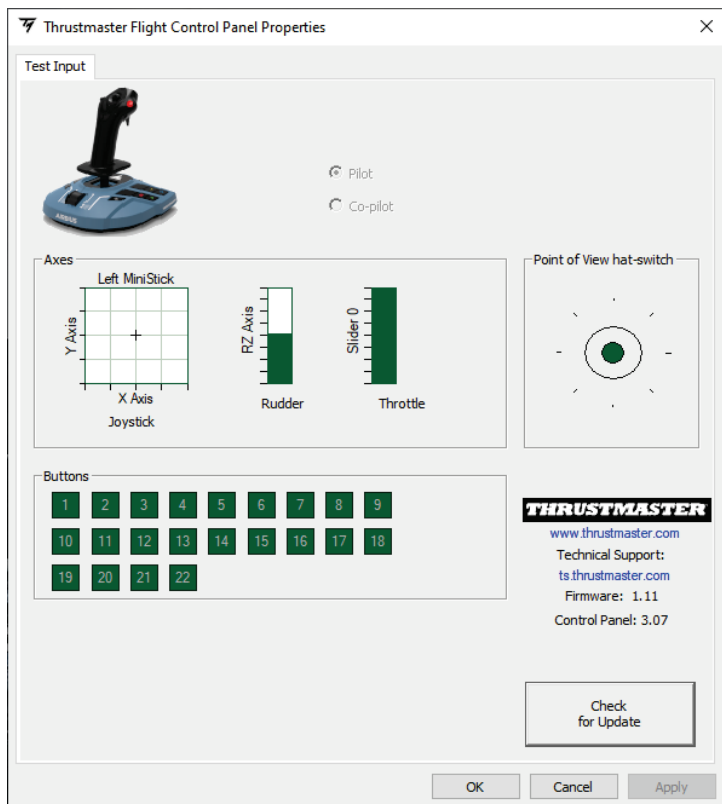 Thrustmaster Flight Control Panel Properties
Test Input
AIRBUS
Pilot
Co-pilot
Axes
Left MiniStick
Y Axis
X Axis
Joystick
RZ Axis
Rudder
Slider 0
Throttle
Point of View hat-switch
Buttons
1 2 3 4 5 6 7 8 9
10 11 12 13 14 15 16 17 18
19 20 21 22
THRUSTMASTER
www.thrustmaster.com
Technical Support:
ts.thrustmaster.com
Firmware: 1.11
Control Panel: 3.07
Check
for Update
OK Cancel Apply